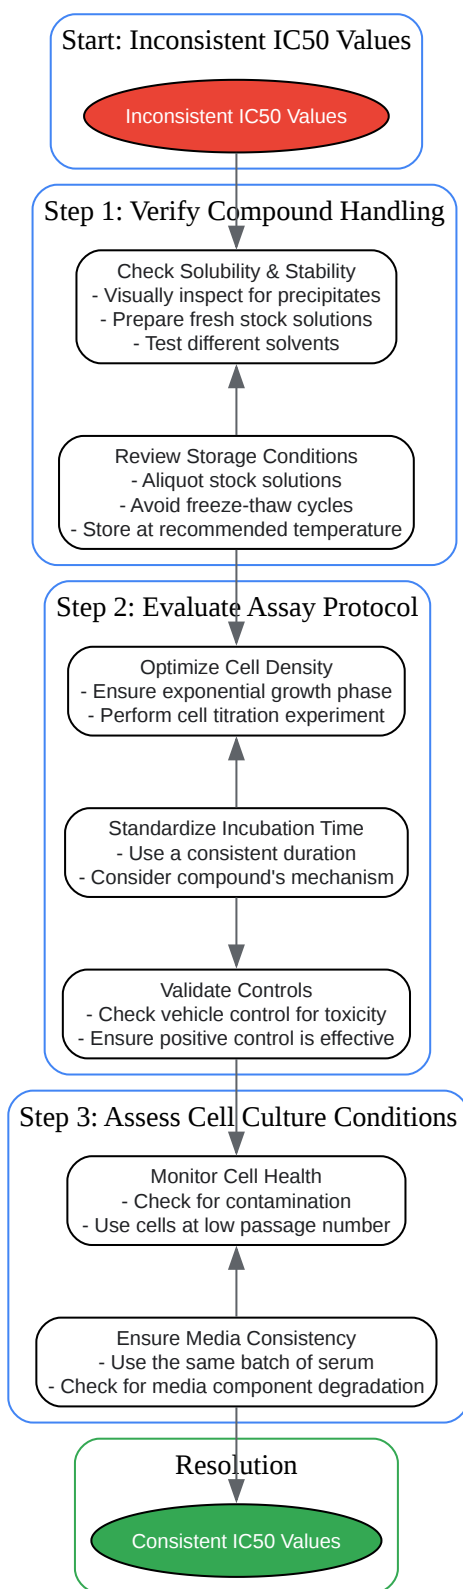 Start: Inconsistent IC50 Values
Inconsistent IC50 Values
Step 1: Verify Compound Handling
Check Solubility & Stability
- Visually inspect for precipitates
- Prepare fresh stock solutions
- Test different solvents
Review Storage Conditions
- Aliquot stock solutions
- Avoid freeze-thaw cycles
- Store at recommended temperature
Step 2: Evaluate Assay Protocol
Optimize Cell Density
- Ensure exponential growth phase
- Perform cell titration experiment
Standardize Incubation Time
- Use a consistent duration
- Consider compound's mechanism
Validate Controls
- Check vehicle control for toxicity
- Ensure positive control is effective
Step 3: Assess Cell Culture Conditions
Monitor Cell Health
- Check for contamination
- Use cells at low passage number
Ensure Media Consistency
- Use the same batch of serum
- Check for media component degradation
Resolution
Consistent IC50 Values